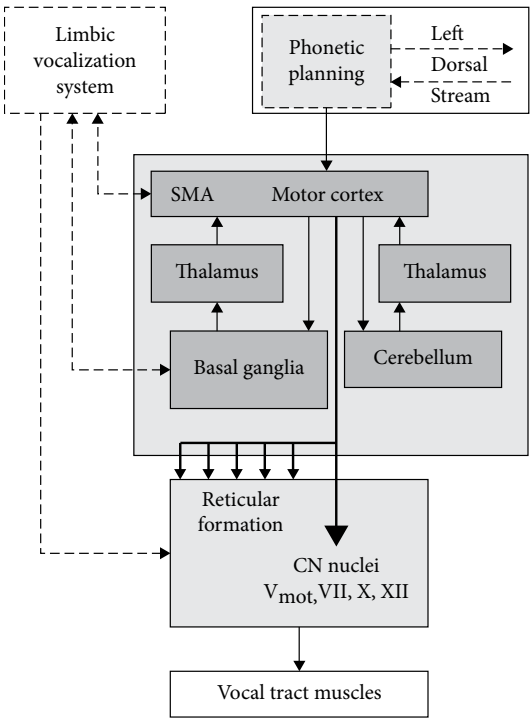 Limbic
vocalization
system
Phonetic
planning
Left
Dorsal
Stream
SMA Motor cortex
Thalamus
Thalamus
Basal ganglia
Cerebellum
Reticular
formation
CN nuclei
Vmot, VII, X, XII
Vocal tract muscles